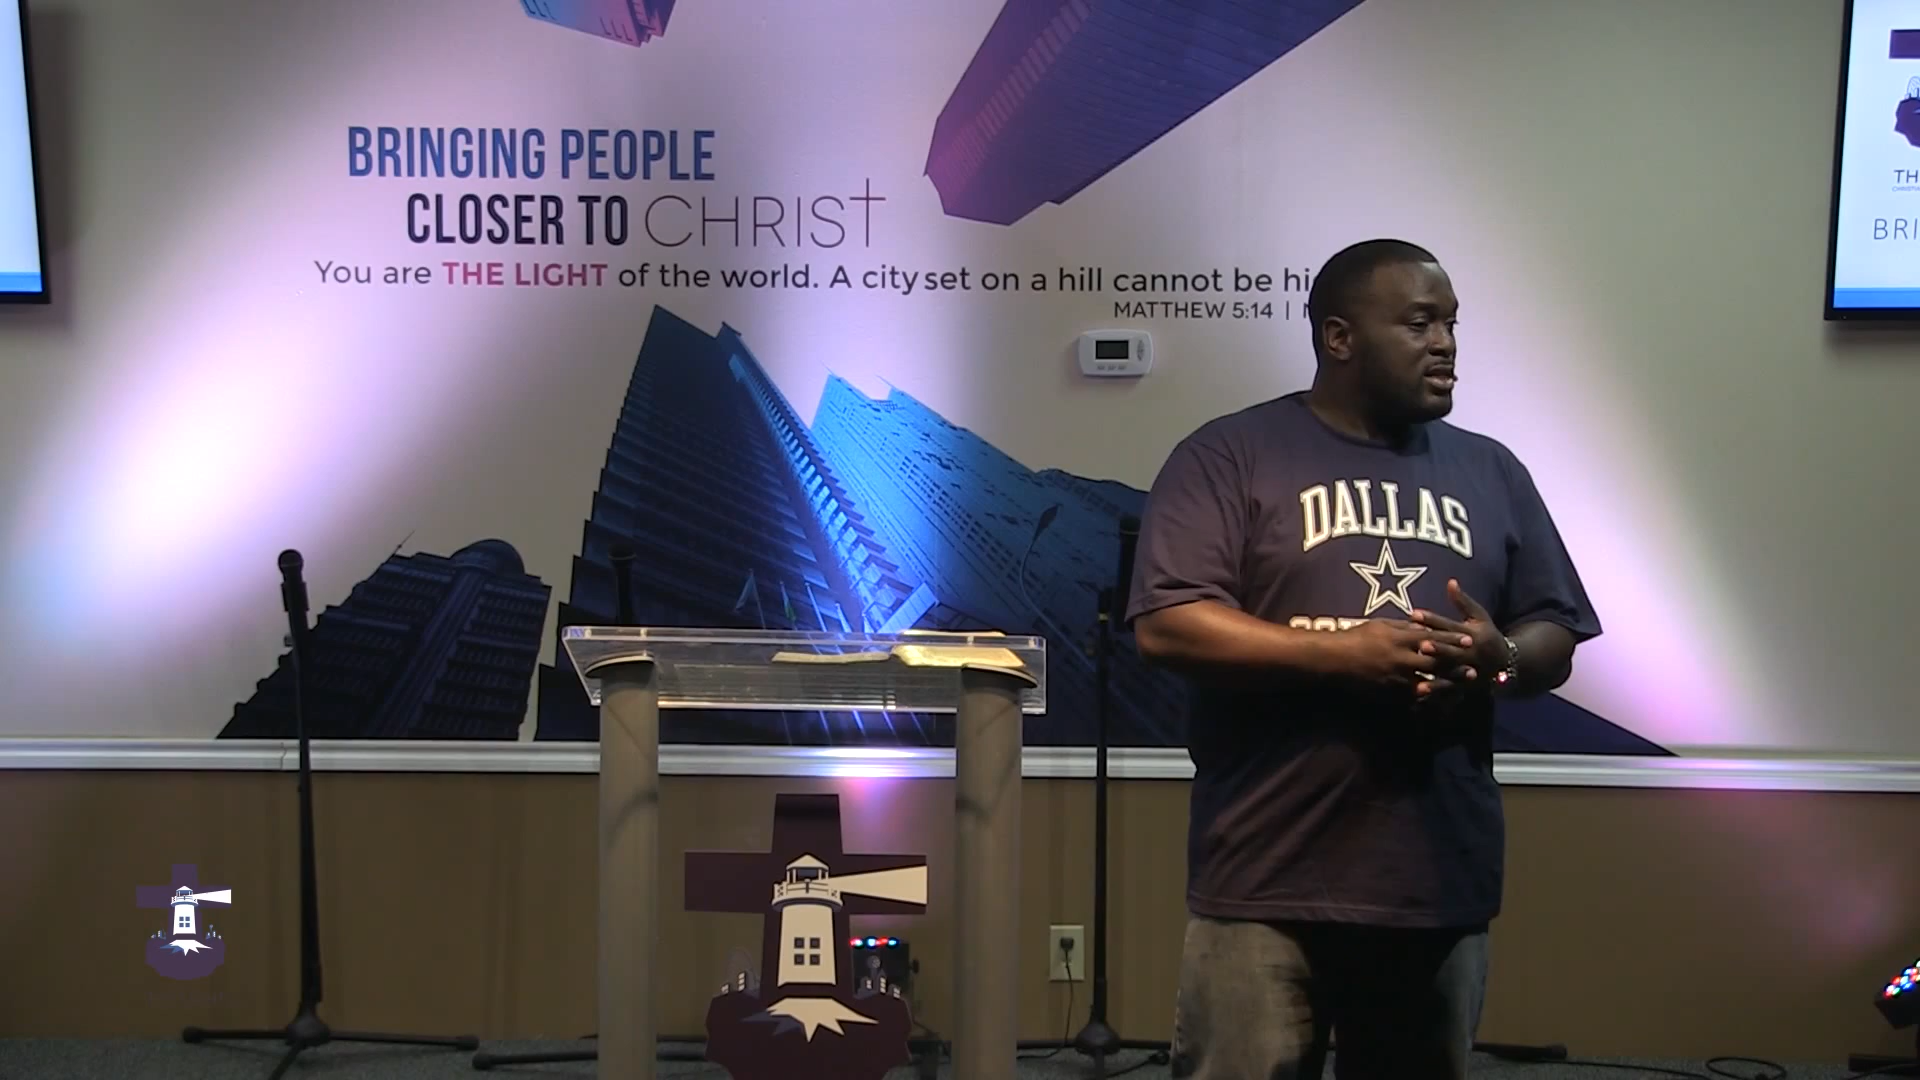 BRINGING PEOPLE
CLOSER TO CHRIST
You are THE LIGHT of the world. A city set on a hill cannot be
MATTHEW 5:14 |
TH
BRI
DALLAS